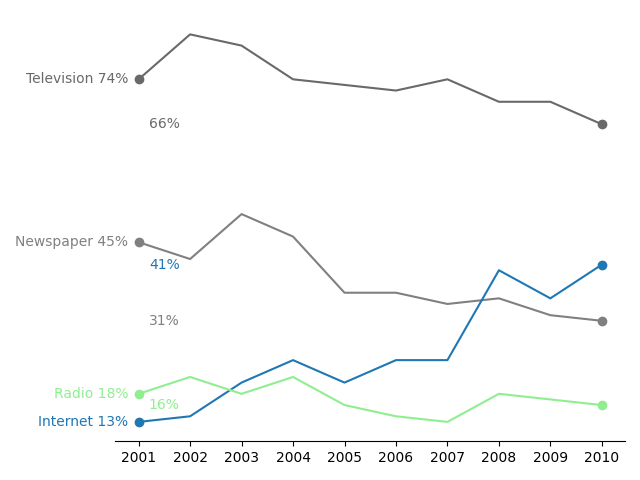 Television 74%
66%
Newspaper 45%
41%
31%
Radio 18%
16%
Internet 13%
2001 2002 2003 2004 2005 2006 2007 2008 2009 2010